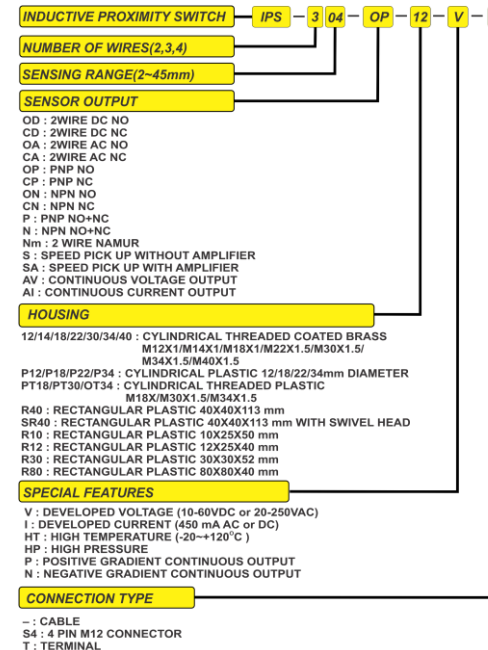 INDUCTIVE PROXIMITY SWITCH IPS – 3 04 – OP – 12 – V –
NUMBER OF WIRES(2,3,4)
SENSING RANGE(2~45mm)
SENSOR OUTPUT
OD : 2WIRE DC NO
CD : 2WIRE DC NC
OA : 2WIRE AC NO
CA : 2WIRE AC NC
OP : PNP NO
CP : PNP NC
ON : NPN NO
CN : NPN NC
P : PNP NO+NC
N : NPN NO+NC
Nm : 2 WIRE NAMUR
S : SPEED PICK UP WITHOUT AMPLIFIER
SA : SPEED PICK UP WITH AMPLIFIER
AV : CONTINUOUS VOLTAGE OUTPUT
AI : CONTINUOUS CURRENT OUTPUT
HOUSING
12/14/18/22/30/34/40 : CYLINDRICAL THREADED COATED BRASS
M12X1/M14X1/M18X1/M22X1.5/M30X1.5/
M34X1.5/M40X1.5
P12/P18/P22/P34 : CYLINDRICAL PLASTIC 12/18/22/34mm DIAMETER
PT18/PT30/OT34 : CYLINDRICAL THREADED PLASTIC
M18X/M30X1.5/M34X1.5
R40 : RECTANGULAR PLASTIC 40X40X113 mm
SR40 : RECTANGULAR PLASTIC 40X40X113 mm WITH SWIVEL HEAD
R10 : RECTANGULAR PLASTIC 10X25X50 mm
R12 : RECTANGULAR PLASTIC 12X25X40 mm
R30 : RECTANGULAR PLASTIC 30X30X52 mm
R80 : RECTANGULAR PLASTIC 80X80X40 mm
SPECIAL FEATURES
V : DEVELOPED VOLTAGE (10-60VDC or 20-250VAC)
I : DEVELOPED CURRENT (450 mA AC or DC)
HT : HIGH TEMPERATURE (-20~+120°C )
HP : HIGH PRESSURE
P : POSITIVE GRADIENT CONTINUOUS OUTPUT
N : NEGATIVE GRADIENT CONTINUOUS OUTPUT
CONNECTION TYPE
– : CABLE
S4 : 4 PIN M12 CONNECTOR
T : TERMINAL